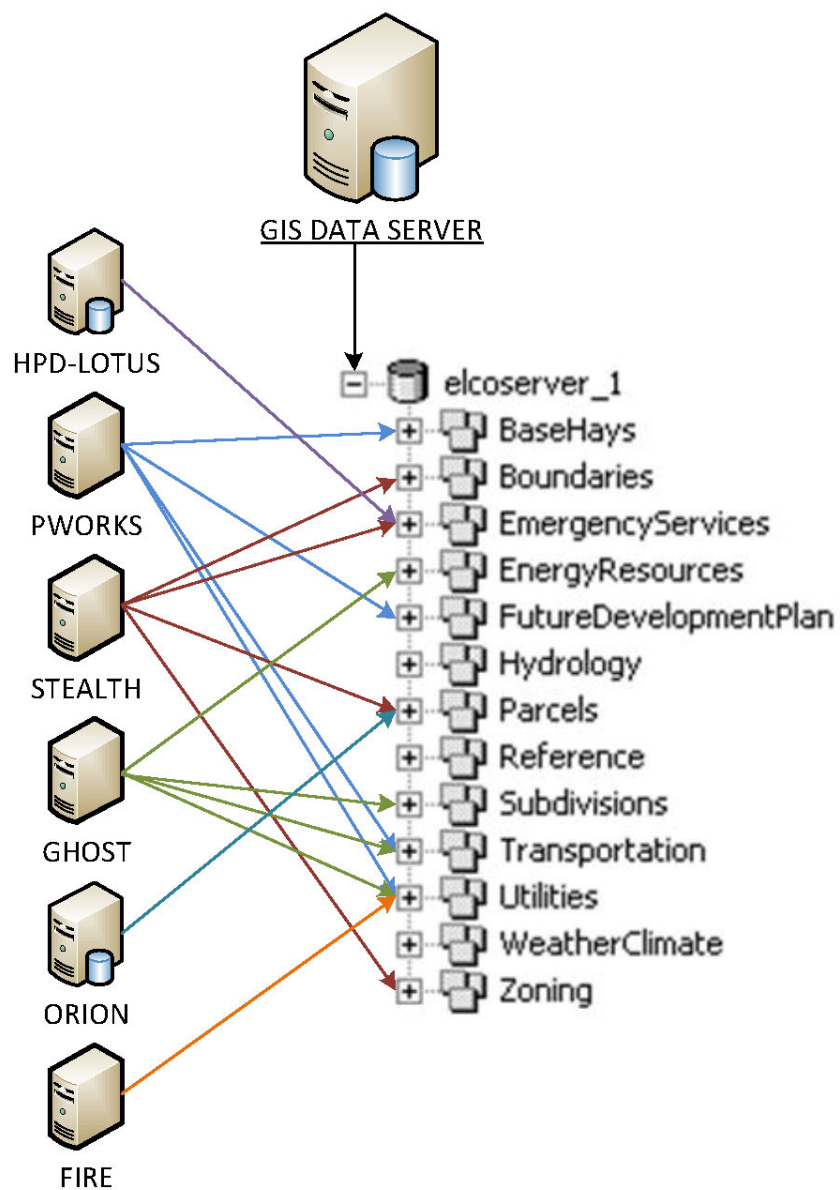 GIS DATA SERVER
HPD-LOTUS
PWORKS
STEALTH
GHOST
ORION
FIRE
elcoserver_1
BaseHays
Boundaries
EmergencyServices
EnergyResources
FutureDevelopmentPlan
Hydrology
Parcels
Reference
Subdivisions
Transportation
Utilities
WeatherClimate
Zoning